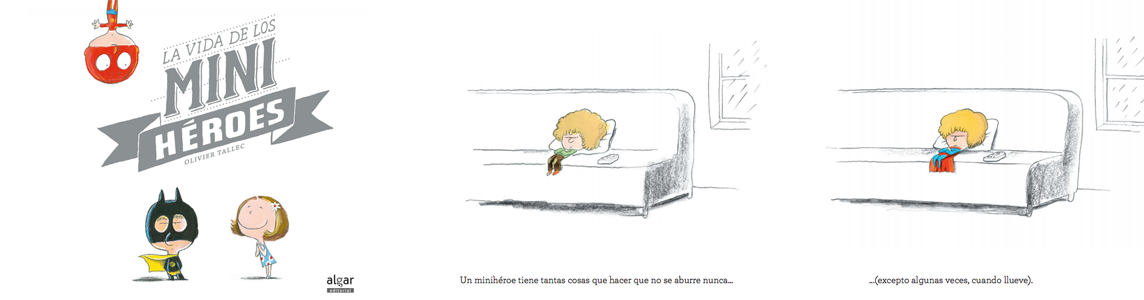 LA VIDA DE LOS
MINI
HÉROES
OLIVIER TALLEC
algar
editorial
Un minihéroe tiene tantas cosas que hacer que no se aburre nunca...
...(excepto algunas veces, cuando llueve).